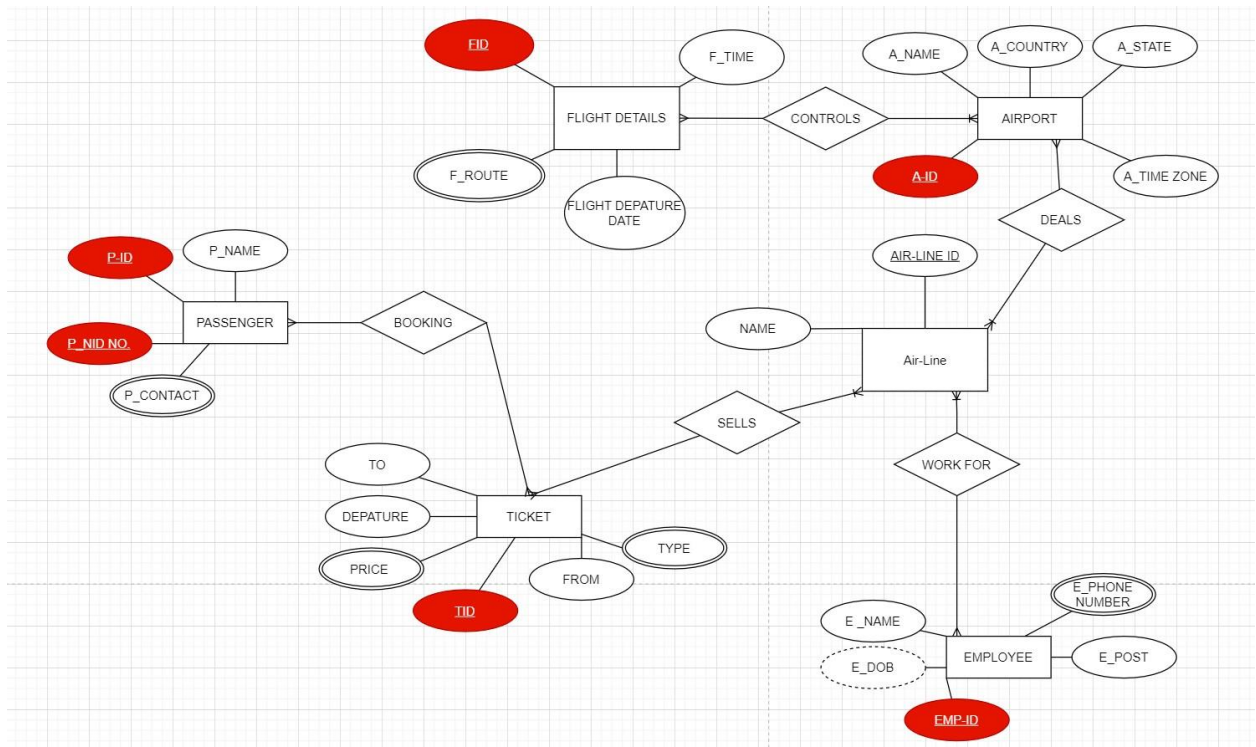 FID
F_TIME
A_NAME
A_COUNTRY
A_STATE
FLIGHT DETAILS
CONTROLS
AIRPORT
F_ROUTE
A-ID
A_TIME ZONE
FLIGHT DEPATURE
DATE
DEALS
P-ID
P_NAME
AIR-LINE ID
PASSENGER
BOOKING
NAME
P_NID NO.
Air-Line
P_CONTACT
SELLS
TO
WORK FOR
DEPATURE
TICKET
TYPE
PRICE
FROM
TID
E_PHONE
NUMBER
E _NAME
EMPLOYEE
E_POST
E_DOB
EMP-ID